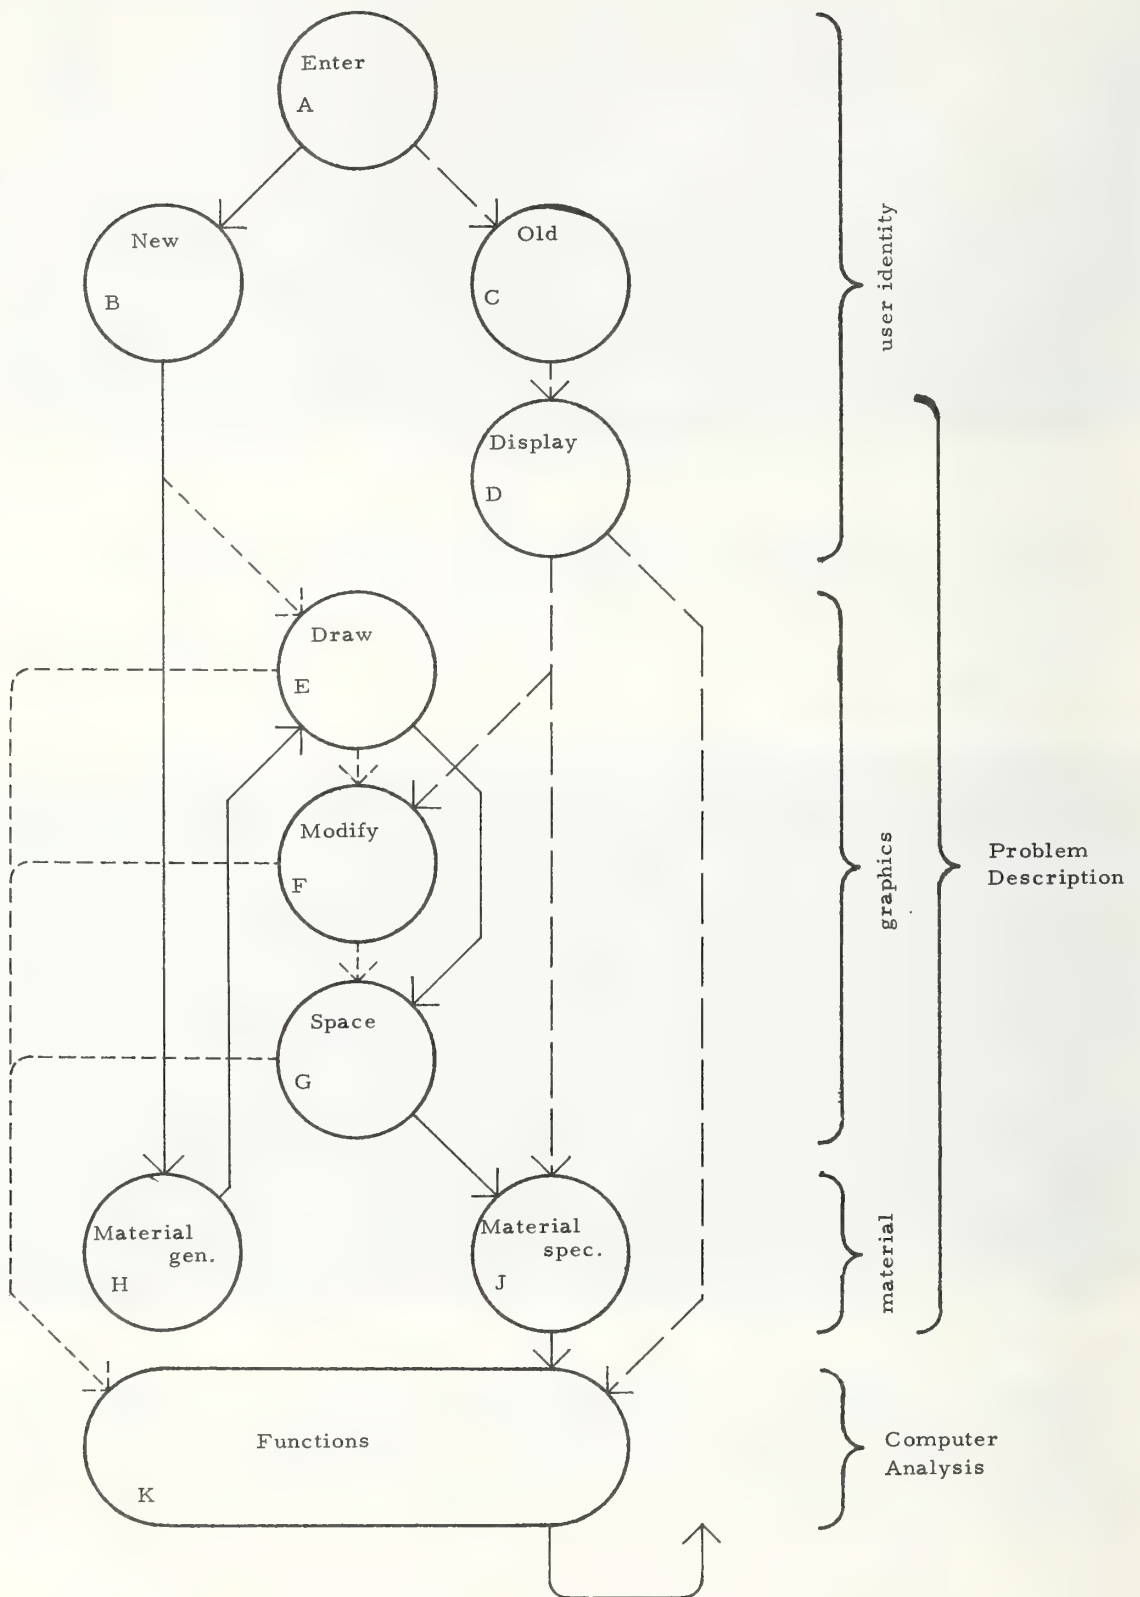 Enter
A
New
B
Old
C
user identity
Display
D
Draw
E
Modify
F
graphics
Problem
Description
Space
G
Material
gen.
H
Material
spec.
J
material
Functions
K
Computer
Analysis